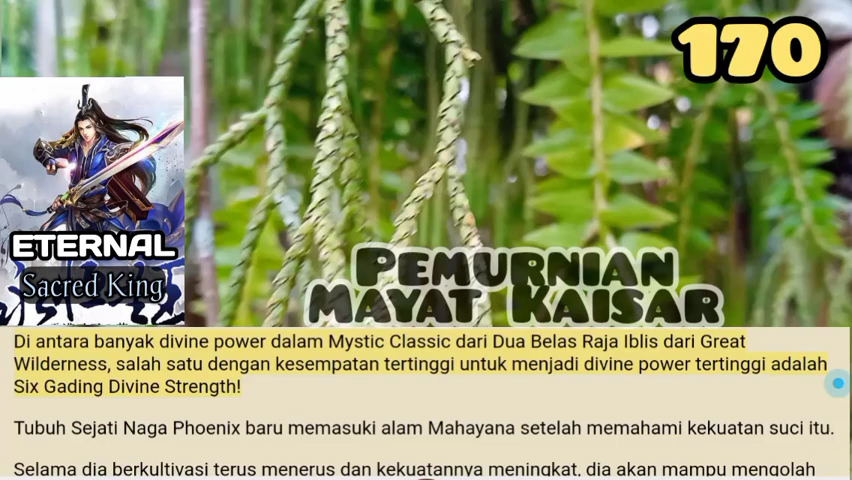 170
ETERNAL
Sacred King
PEMURNIAN
MAYAT KAISAR
Di antara banyak divine power dalam Mystic Classic dari Dua Belas Raja Iblis dari Great
Wilderness, salah satu dengan kesempatan tertinggi untuk menjadi divine power tertinggi adalah
Six Gading Divine Strength!
Tubuh Sejati Naga Phoenix baru memasuki alam Mahayana setelah memahami kekuatan suci itu.
Selama dia berkultivasi terus menerus dan kekuatannya meningkat, dia akan mampu mengolah